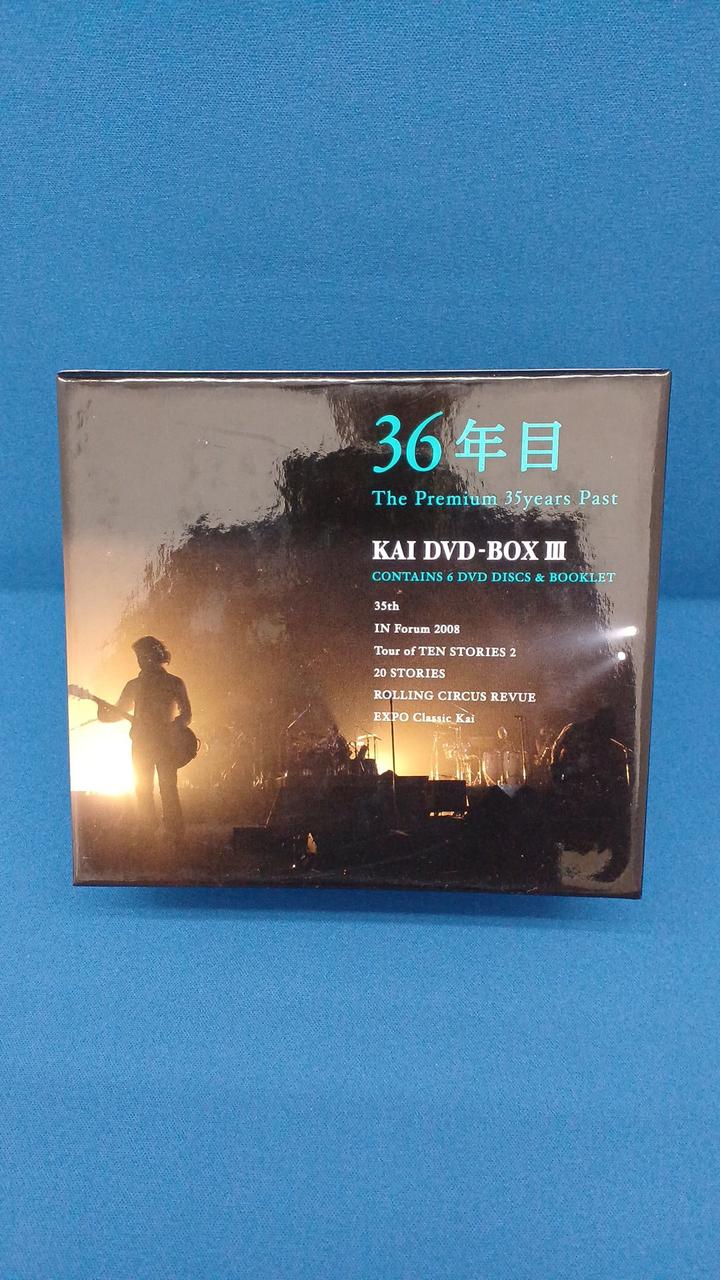 36年目
The Premium 35years Past
KAI DVD-BOX III
CONTAINS 6 DVD DISCS & BOOKLET
35th
IN Forum 2008
Tour of TEN STORIES 2
20 STORIES
ROLLING CIRCUS REVUE
EXPO Classic Kai